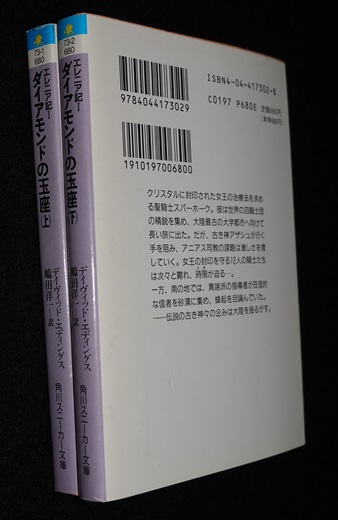 73-1
680
エレニア記Ⅰ
ダイアモンドの玉座 上
デーヴィッド・エディングス
嶋田洋一=訳
角川スニーカー文庫
73-2
680
エレニア記Ⅰ
ダイアモンドの玉座 下
デーヴィッド・エディングス
嶋田洋一=訳
角川スニーカー文庫
9784044173029
1910197006800
ISBN4-04-417302-8
C0197 P680E
クリスタルに封印された女王の治療法を求め
る聖騎士スパーホーク。彼は世界の四騎士団
の精鋭を集め、大陸最古の大学都市へ向けて
長い旅に出た。だが、古き神アザシュが行く
手を阻み、アニアス司教の謀略は激しさを増
していく。女王の封印を守る12人の騎士たち
は次々と斃れ、時限が迫る…。
一方、南の地では、異端派の指導者が狂信的
な信者を砂漠に集め、蜂起を目論んでいた。
――伝説の古き神々の企みは大陸を揺るがす。